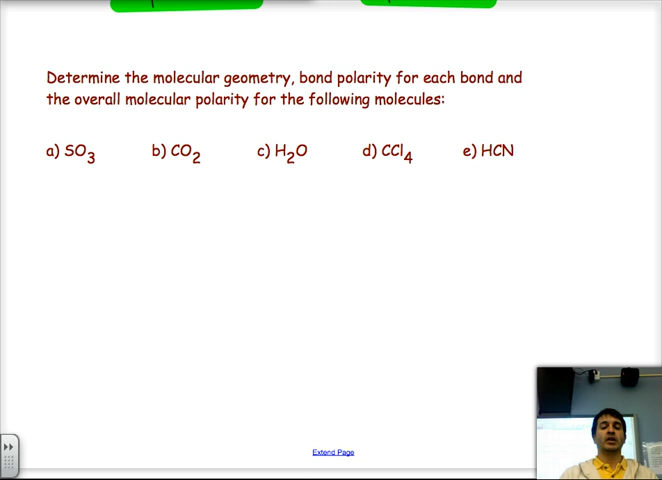 Determine the molecular geometry, bond polarity for each bond and
the overall molecular polarity for the following molecules:
a) SO3 b) CO2 c) H2O d) CCl4 e) HCN
Extend Page